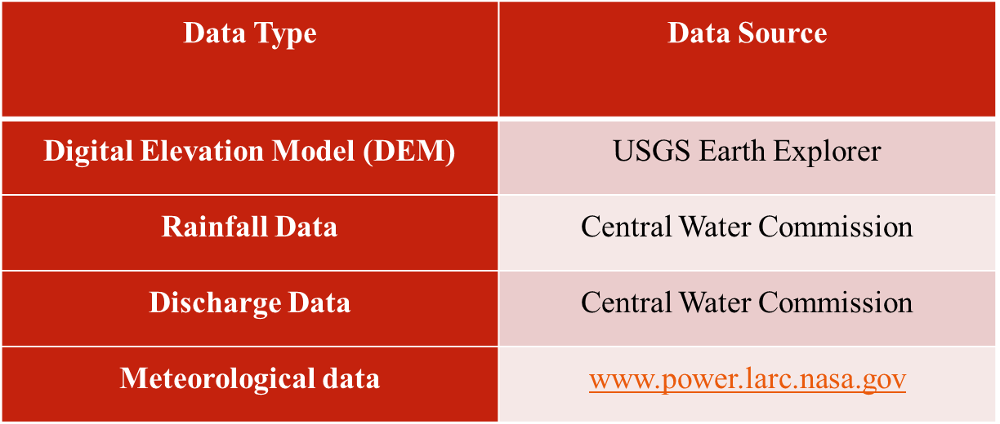 Data Type
Data Source
Digital Elevation Model (DEM)
USGS Earth Explorer
Rainfall Data
Central Water Commission
Discharge Data
Central Water Commission
Meteorological data
www.power.larc.nasa.gov